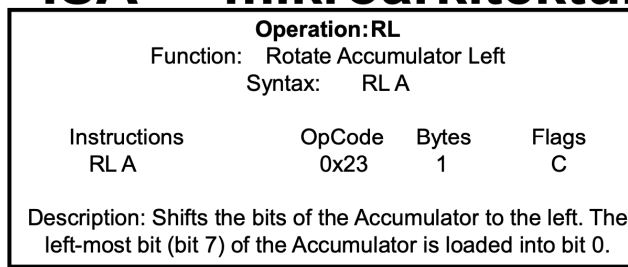 Operation:RL
Function: Rotate Accumulator Left
Syntax: RL A
Instructions OpCode Bytes Flags
RL A 0x23 1 C
Description: Shifts the bits of the Accumulator to the left. The
left-most bit (bit 7) of the Accumulator is loaded into bit 0.